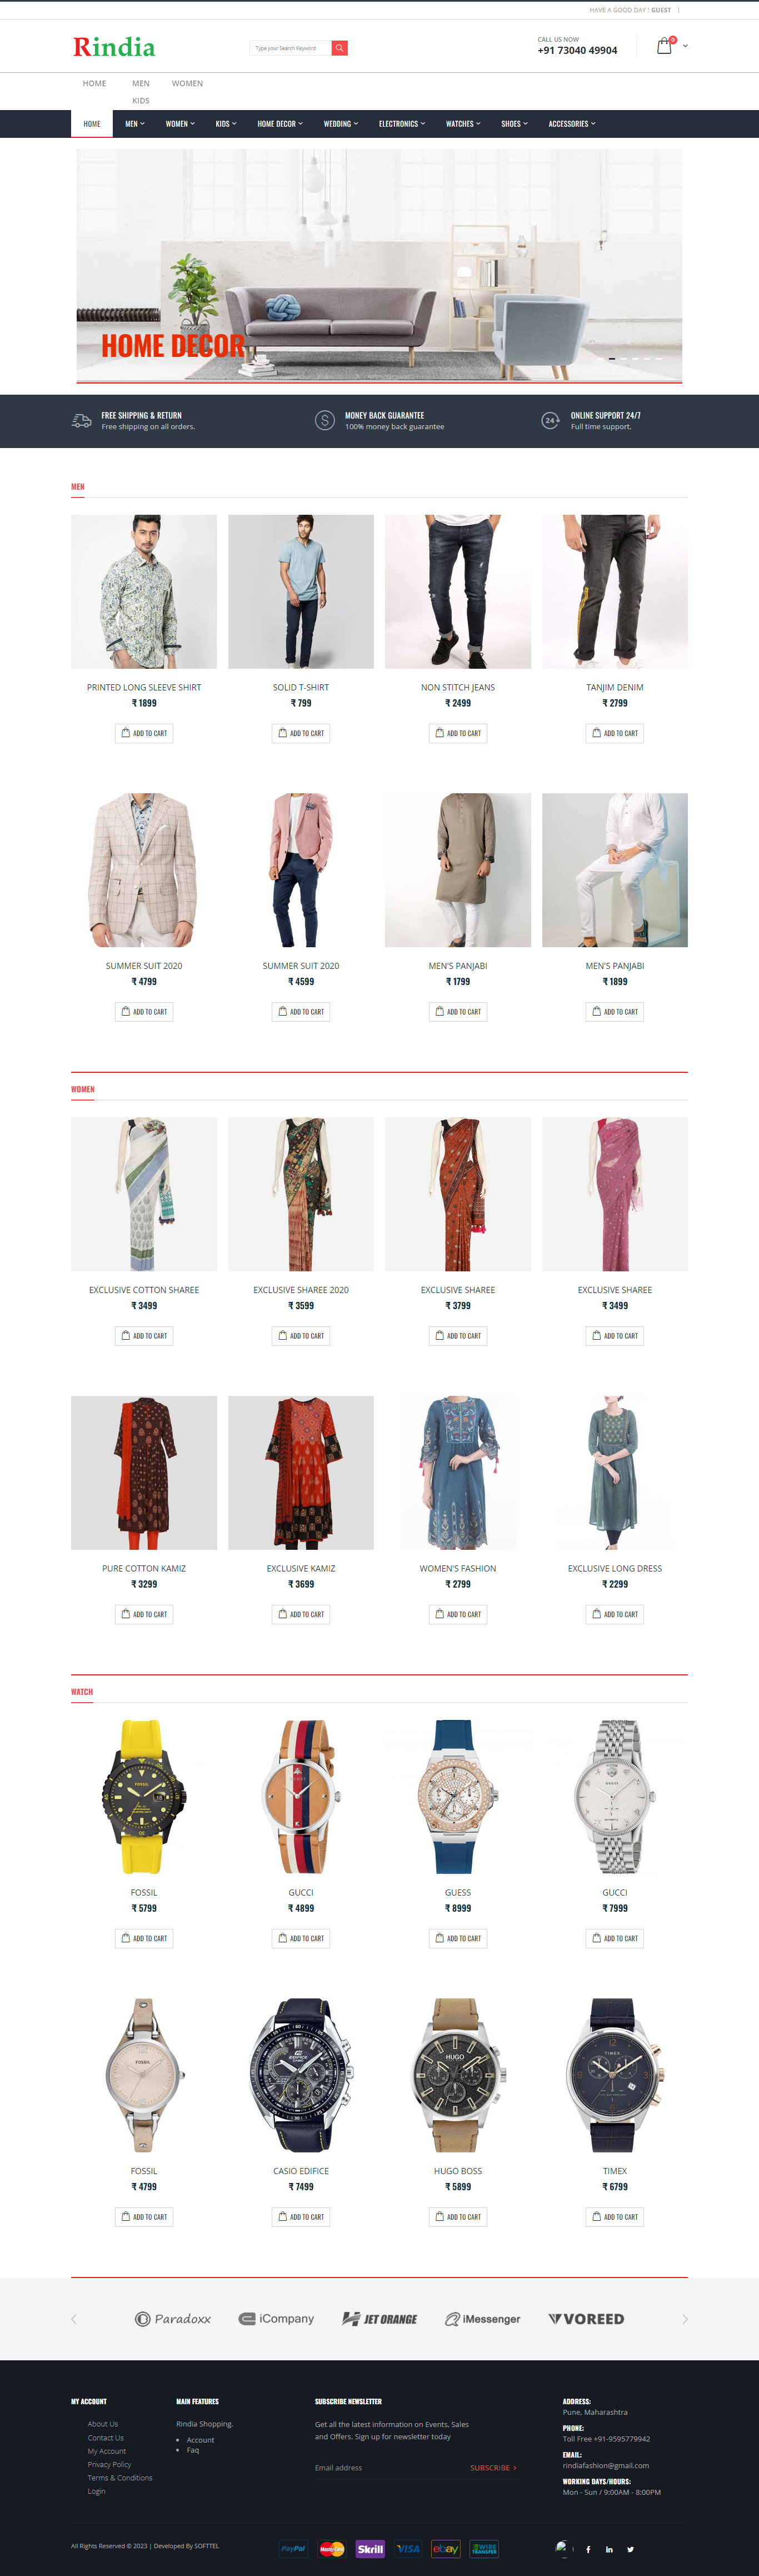 HAVE A GOOD DAY ! GUEST |
Rindia
Type your Search Keyword
CALL US NOW
+91 73040 49904
0
HOME MEN WOMEN
KIDS
HOME MEN WOMEN KIDS HOME DECOR WEDDING ELECTRONICS WATCHES SHOES ACCESSORIES
HOME DECOR
FREE SHIPPING & RETURN
Free shipping on all orders.
MONEY BACK GUARANTEE
100% money back guarantee
24
ONLINE SUPPORT 24/7
Full time support.
MEN
PRINTED LONG SLEEVE SHIRT SOLID T-SHIRT NON STITCH JEANS TANJIM DENIM
₹ 1899 ₹ 799 ₹ 2499 ₹ 2799
ADD TO CART ADD TO CART ADD TO CART ADD TO CART
SUMMER SUIT 2020 SUMMER SUIT 2020 MEN'S PANJABI MEN'S PANJABI
₹ 4799 ₹ 4599 ₹ 1799 ₹ 1899
ADD TO CART ADD TO CART ADD TO CART ADD TO CART
WOMEN
EXCLUSIVE COTTON SHAREE EXCLUSIVE SHAREE 2020 EXCLUSIVE SHAREE EXCLUSIVE SHAREE
₹ 3499 ₹ 3599 ₹ 3799 ₹ 3499
ADD TO CART ADD TO CART ADD TO CART ADD TO CART
PURE COTTON KAMIZ EXCLUSIVE KAMIZ WOMEN'S FASHION EXCLUSIVE LONG DRESS
₹ 3299 ₹ 3699 ₹ 2799 ₹ 2299
ADD TO CART ADD TO CART ADD TO CART ADD TO CART
WATCH
FOSSIL GUCCI GUESS GUCCI
₹ 5799 ₹ 4899 ₹ 8999 ₹ 7999
ADD TO CART ADD TO CART ADD TO CART ADD TO CART
FOSSIL EDIFICE HUGO TIMEX
FOSSIL CASIO EDIFICE HUGO BOSS TIMEX
₹ 4799 ₹ 7499 ₹ 5899 ₹ 6799
ADD TO CART ADD TO CART ADD TO CART ADD TO CART
Paradoxx iCompany JET ORANGE iMessenger VOREED
MY ACCOUNT
About Us
Contact Us
My Account
Privacy Policy
Terms & Conditions
Login
MAIN FEATURES
Rindia Shopping.
Account
Faq
SUBSCRIBE NEWSLETTER
Get all the latest information on Events, Sales
and Offers. Sign up for newsletter today
Email address SUBSCRIBE
ADDRESS:
Pune, Maharashtra
PHONE:
Toll Free +91-9595779942
EMAIL:
rindiafashion@gmail.com
WORKING DAYS/HOURS:
Mon - Sun / 9:00AM - 8:00PM
All Rights Reserved © 2023 | Developed By SOFTTEL
PayPal MasterCard Skrill VISA ebay WIRE TRANSFER